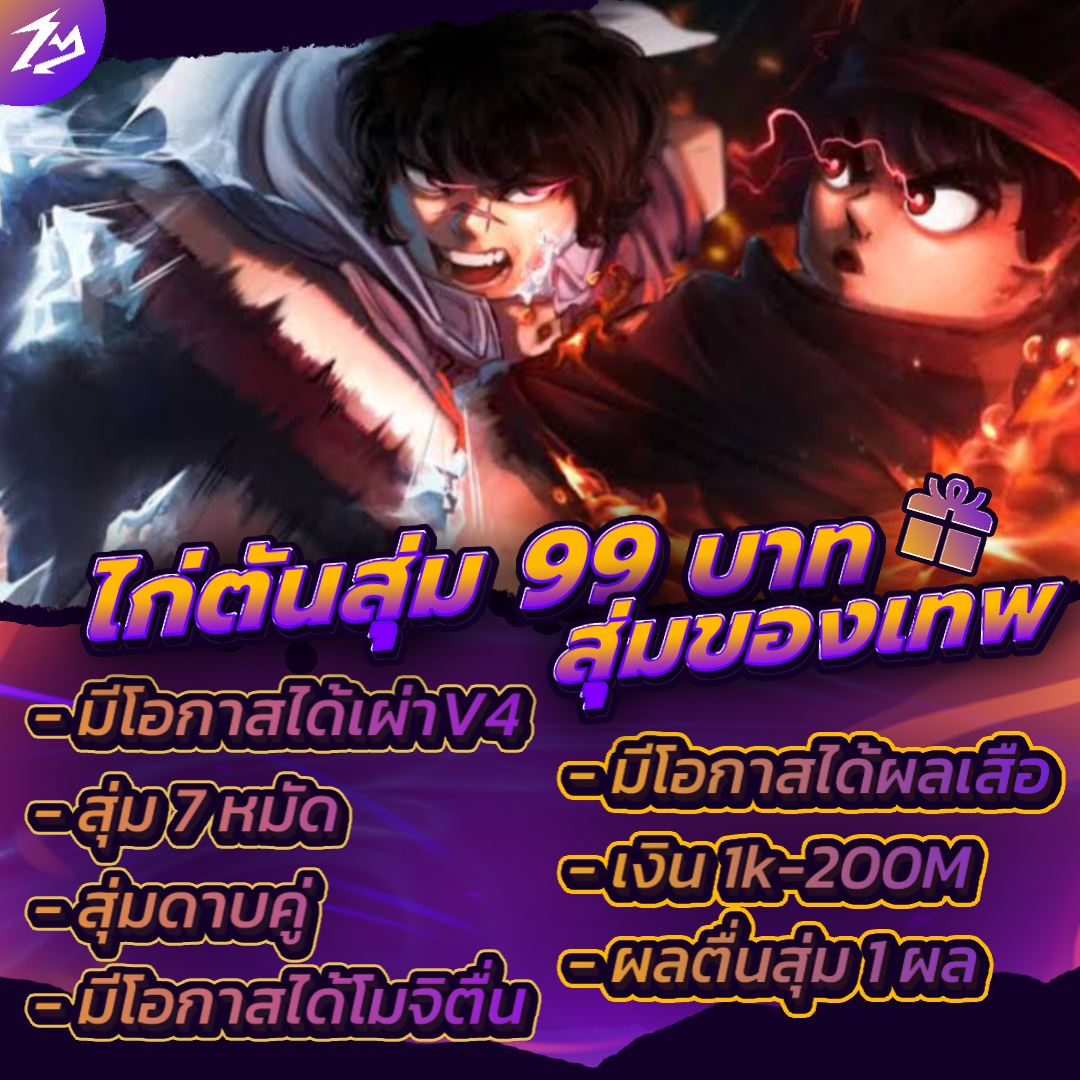 ZM
ไก่ตันสุ่ม 99 บาท
สุ่มของเทพ
- มีโอกาสได้เผ่าV4
- สุ่ม 7 หมัด
- สุ่มดาบคู่
- มีโอกาสได้โมจิตื่น
- มีโอกาสได้ผลเสือ
- เงิน 1k-200M
- ผลตื่นสุ่ม 1 ผล